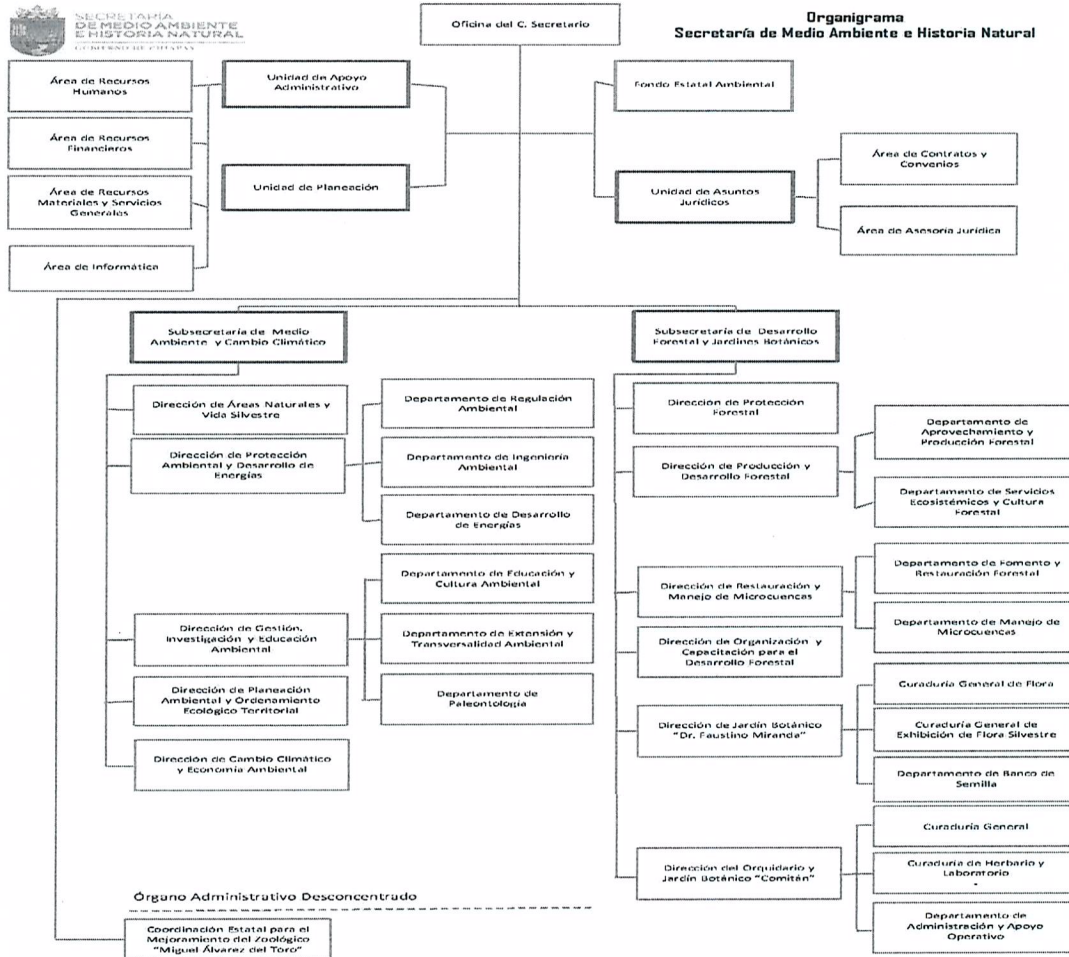 SECRETARÍA
DE MEDIO AMBIENTE
E HISTORIA NATURAL
GOBIERNO DE CHIAPAS
Oficina del C. Secretario
Organigrama
Secretaría de Medio Ambiente e Historia Natural
Área de Recursos
Humanos
Área de Recursos
Financieros
Área de Recursos
Materiales y Servicios
Generales
Área de Informática
Unidad de Apoyo
Administrativo
Unidad de Planeación
Fondo Estatal Ambiental
Unidad de Asuntos
Jurídicos
Área de Contratos y
Convenios
Área de Asesoría Jurídica
Subsecretaría de Medio
Ambiente y Cambio Climático
Dirección de Áreas Naturales y
Vida Silvestre
Dirección de Protección
Ambiental y Desarrollo de
Energías
Departamento de Regulación
Ambiental
Departamento de Ingeniería
Ambiental
Departamento de Desarrollo
de Energías
Dirección de Gestión,
Investigación y Educación
Ambiental
Departamento de Educación y
Cultura Ambiental
Departamento de Extensión y
Transversalidad Ambiental
Departamento de
Paleontología
Dirección de Planeación
Ambiental y Ordenamiento
Ecológico Territorial
Dirección de Cambio Climático
y Economía Ambiental
Subsecretaría de Desarrollo
Forestal y Jardines Botánicos
Dirección de Protección
Forestal
Dirección de Producción y
Desarrollo Forestal
Departamento de
Aprovechamiento y
Producción Forestal
Departamento de Servicios
Ecosistémicos y Cultura
Forestal
Dirección de Restauración y
Manejo de Microcuencas
Departamento de Fomento y
Restauración Forestal
Departamento de Manejo de
Microcuencas
Dirección de Organización y
Capacitación para el
Desarrollo Forestal
Dirección de Jardín Botánico
"Dr. Faustino Miranda"
Curaduría General de Flora
Curaduría General de
Exhibición de Flora Silvestre
Departamento de Banco de
Semilla
Dirección del Orquidario y
Jardín Botánico "Comitán"
Curaduría General
Curaduría de Herbario y
Laboratorio
Departamento de
Administración y Apoyo
Operativo
Órgano Administrativo Desconcentrado
Coordinación Estatal para el
Mejoramiento del Zoológico
"Miguel Álvarez del Toro"